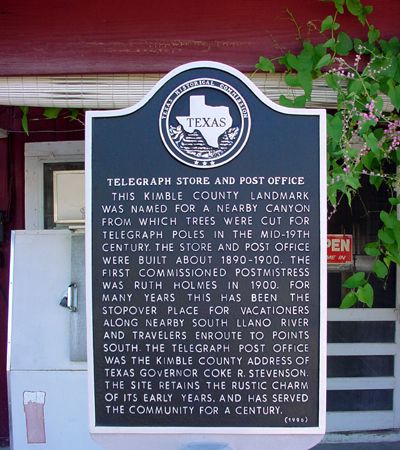 TEXAS HISTORICAL COMMISSION
TEXAS
TELEGRAPH STORE AND POST OFFICE
THIS KIMBLE COUNTY LANDMARK
WAS NAMED FOR A NEARBY CANYON
FROM WHICH TREES WERE CUT FOR
TELEGRAPH POLES IN THE MID-19TH
CENTURY. THE STORE AND POST OFFICE
WERE BUILT ABOUT 1890-1900. THE
FIRST COMMISSIONED POSTMISTRESS
WAS RUTH HOLMES IN 1900. FOR
MANY YEARS THIS HAS BEEN THE
STOPOVER PLACE FOR VACATIONERS
ALONG NEARBY SOUTH LLANO RIVER
AND TRAVELERS ENROUTE TO POINTS
SOUTH. THE TELEGRAPH POST OFFICE
WAS THE KIMBLE COUNTY ADDRESS OF
TEXAS GOVERNOR COKE R. STEVENSON.
THE SITE RETAINS THE RUSTIC CHARM
OF ITS EARLY YEARS, AND HAS SERVED
THE COMMUNITY FOR A CENTURY.
(1986)
PEN
ME IN